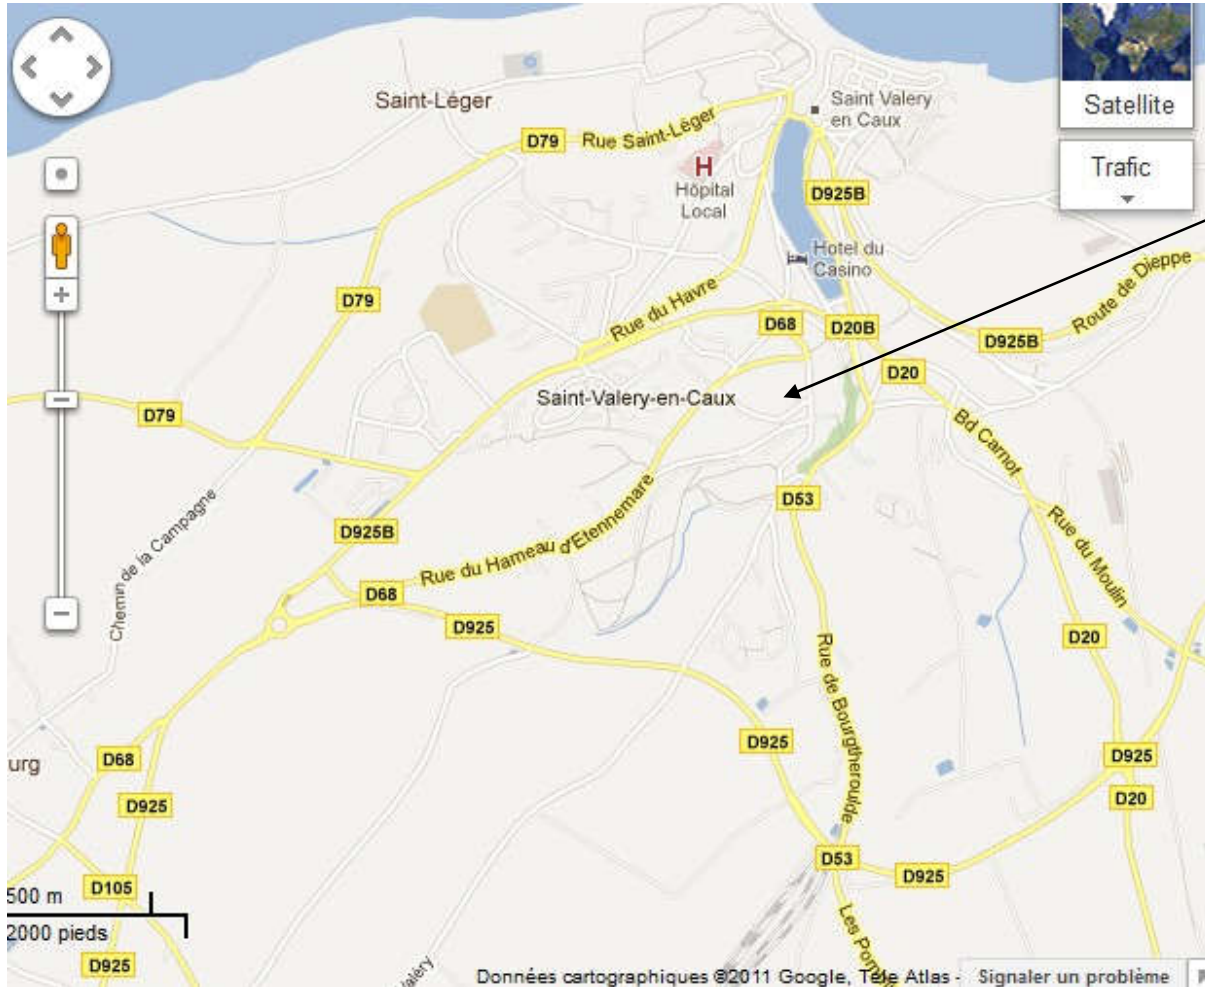 Satellite
Trafic
Saint-Léger
Saint Valery
en Caux
D79
Rue Saint-Léger
H
Hôpital
Local
D925B
Hotel du
Casino
Route de Dieppe
D79
Rue du Havre
D68
D20B
D925B
D20
Saint-Valery-en-Caux
D79
Bd Carnot
Chemin de la Campagne
D53
D925B
Rue du Hameau d'Etennemare
Rue du Moulin
D68
D925
D20
Rue de Bourgtheroulde
D925
D925
urg
D68
D925
D20
D53
D925
D105
500 m
2000 pieds
Les
D925
Données cartographiques ©2011 Google, Tele Atlas -
Signaler un problème